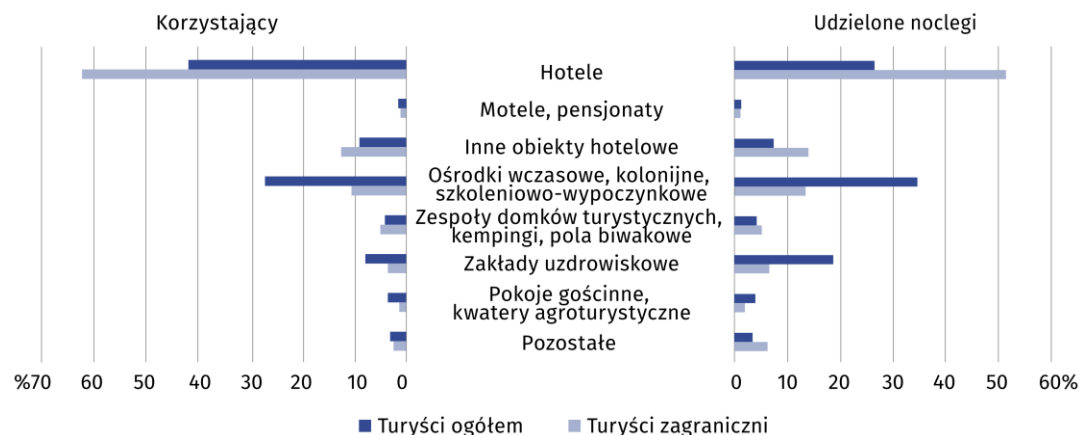 Korzystający
Udzielone noclegi
Hotele
Motele, pensjonaty
Inne obiekty hotelowe
Ośrodki wczasowe, kolonijne,
szkoleniowo-wypoczynkowe
Zespoły domków turystycznych,
kempingi, pola biwakowe
Zakłady uzdrowiskowe
Pokoje gościnne,
kwatery agroturystyczne
Pozostałe
%70 60 50 40 30 20 10 0
0 10 20 30 40 50 60%
Turyści ogółem
Turyści zagraniczni